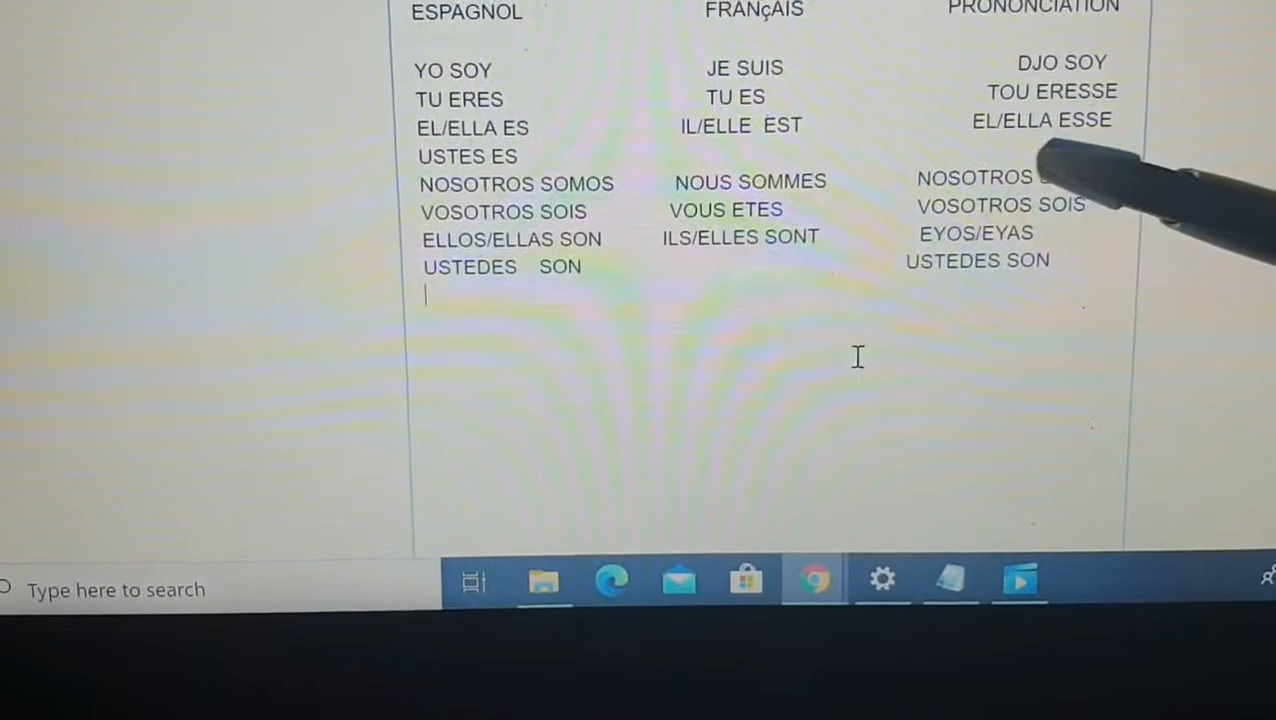 ESPAGNOL FRANçAIS PRONONCIATION
YO SOY JE SUIS DJO SOY
TU ERES TU ES TOU ERESSE
EL/ELLA ES IL/ELLE EST EL/ELLA ESSE
USTES ES
NOSOTROS SOMOS NOUS SOMMES NOSOTROS
VOSOTROS SOIS VOUS ETES VOSOTROS SOIS
ELLOS/ELLAS SON ILS/ELLES SONT EYOS/EYAS
USTEDES SON USTEDES SON
Type here to search